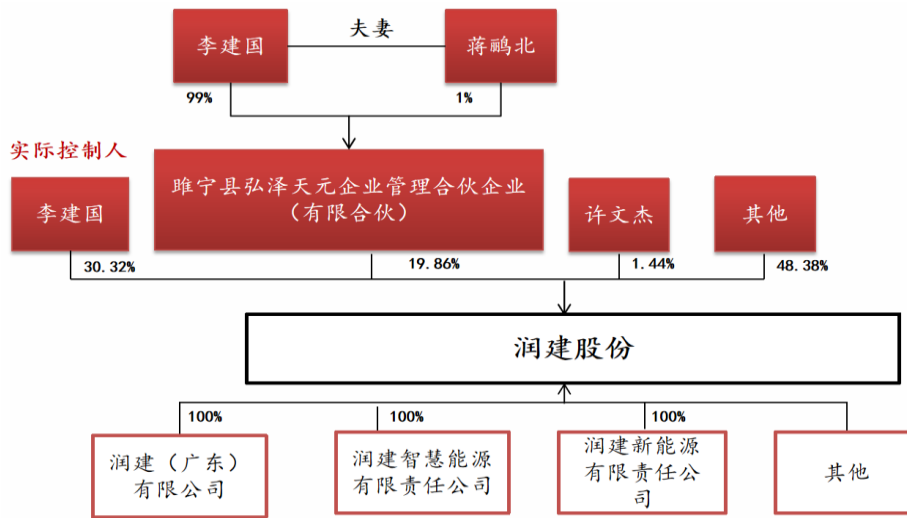 李建国
夫妻
蒋鹂北
99%
1%
实际控制人
李建国
睢宁县弘泽天元企业管理合伙企业
（有限合伙）
许文杰
其他
30.32%
19.86%
1.44%
48.38%
润建股份
100%
100%
100%
润建（广东）
有限公司
润建智慧能源
有限责任公司
润建新能源
有限责任公
司
其他